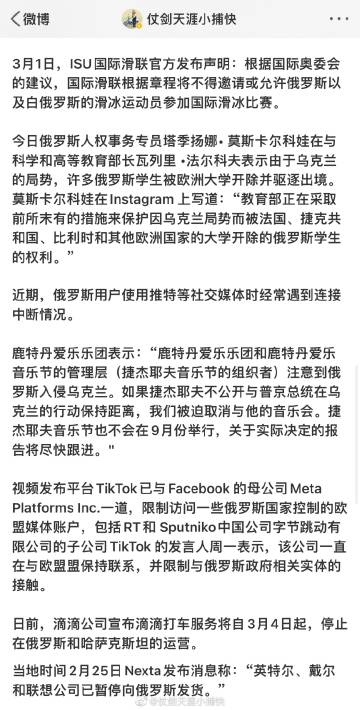 微博
仗剑天涯小捕快
3月1日，ISU国际滑联官方发布声明：根据国际奥委会
的建议，国际滑联根据章程将不得邀请或允许俄罗斯以
及白俄罗斯的滑冰运动员参加国际滑冰比赛。
今日俄罗斯人权事务专员塔季扬娜• 莫斯卡尔科娃在与
科学和高等教育部长瓦列里 •法尔科夫表示由于乌克兰
的局势，许多俄罗斯学生被欧洲大学开除并驱逐出境。
莫斯卡尔科娃在Instagram 上写道：“教育部正在采取
前所未有的措施来保护因乌克兰局势而被法国、捷克共
和国、比利时和其他欧洲国家的大学开除的俄罗斯学生
的权利。”
近期，俄罗斯用户使用推特等社交媒体时经常遇到连接
中断情况。
鹿特丹爱乐乐团表示：“鹿特丹爱乐乐团和鹿特丹爱乐
音乐节的管理层（捷杰耶夫音乐节的组织者）注意到俄
罗斯入侵乌克兰。如果捷杰耶夫不公开与普京总统在乌
克兰的行动保持距离，我们被迫取消与他的音乐会。捷
杰耶夫音乐节也不会在9月份举行，关于实际决定的报
告将尽快跟进。"
视频发布平台TikTok已与Facebook 的母公司Meta
Platforms Inc.一道，限制访问一些俄罗斯国家控制的欧
盟媒体账户，包括RT和 Sputniko中国公司字节跳动有
限公司的子公司TikTok 的发言人周一表示，该公司一直
在与欧盟盟保持联系，并限制与俄罗斯政府相关实体的
接触。
日前，滴滴公司宣布滴滴打车服务将自3月4日起，停止
在俄罗斯和哈萨克斯坦的运营。
当地时间2月25日Nexta发布消息称：“英特尔、戴尔
和联想公司已暂停向俄罗斯发货。”
@仗剑天涯小捕快